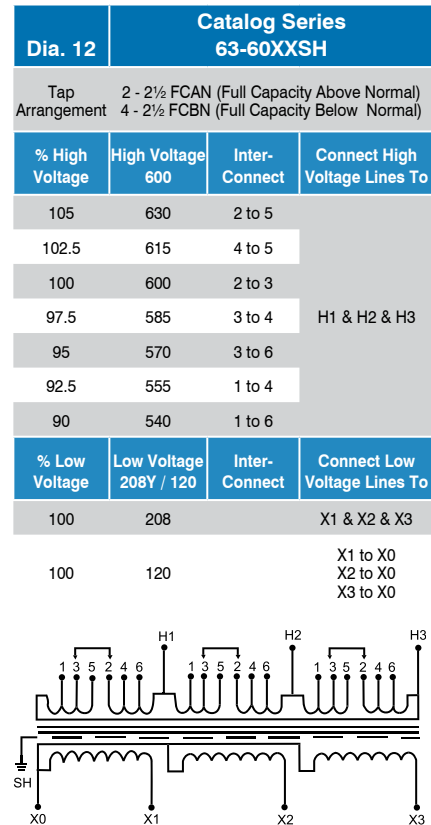 Dia. 12
Catalog Series
63-60XXSH
Tap
Arrangement
2 - 2½ FCAN (Full Capacity Above Normal)
4 - 2½ FCBN (Full Capacity Below Normal)
% High
Voltage
High Voltage
600
Inter-
Connect
Connect High
Voltage Lines To
105 630 2 to 5
102.5 615 4 to 5
100 600 2 to 3
97.5 585 3 to 4
H1 & H2 & H3
95 570 3 to 6
92.5 555 1 to 4
90 540 1 to 6
% Low
Voltage
Low Voltage
208Y / 120
Inter-
Connect
Connect Low
Voltage Lines To
100 208 X1 & X2 & X3
100 120
X1 to X0
X2 to X0
X3 to X0
H1 H2 H3
1 3 5 2 4 6 1 3 5 2 4 6 1 3 5 2 4 6
SH
X0 X1 X2 X3